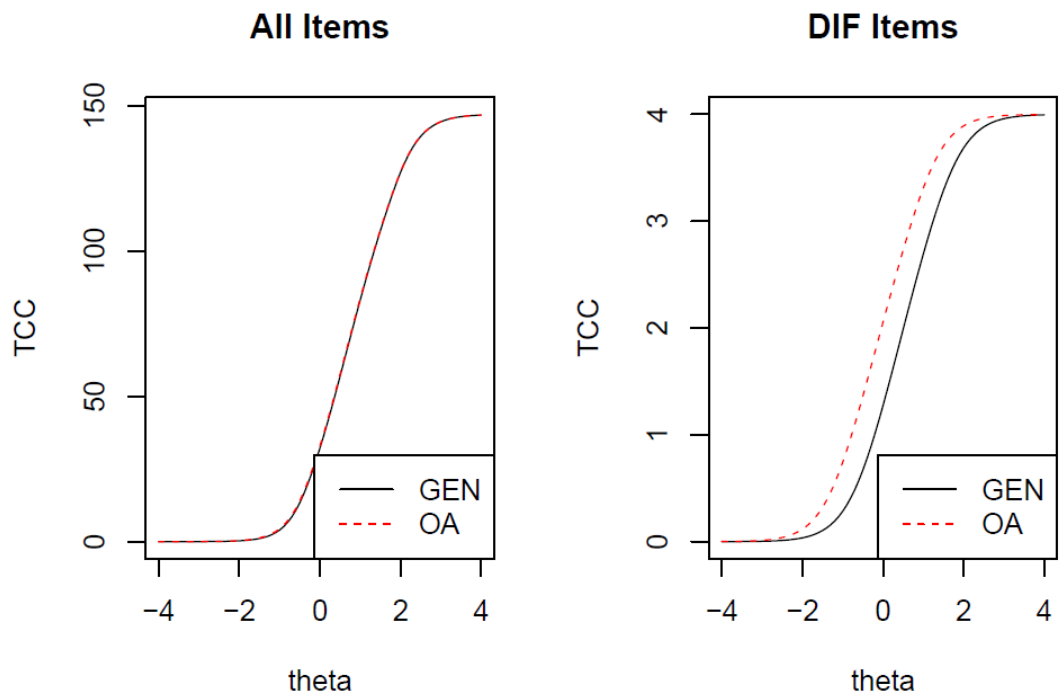 All Items
TCC
150
100
50
0
GEN
OA
−4 −2 0 2 4
theta
DIF Items
TCC
4
3
2
1
0
GEN
OA
−4 −2 0 2 4
theta